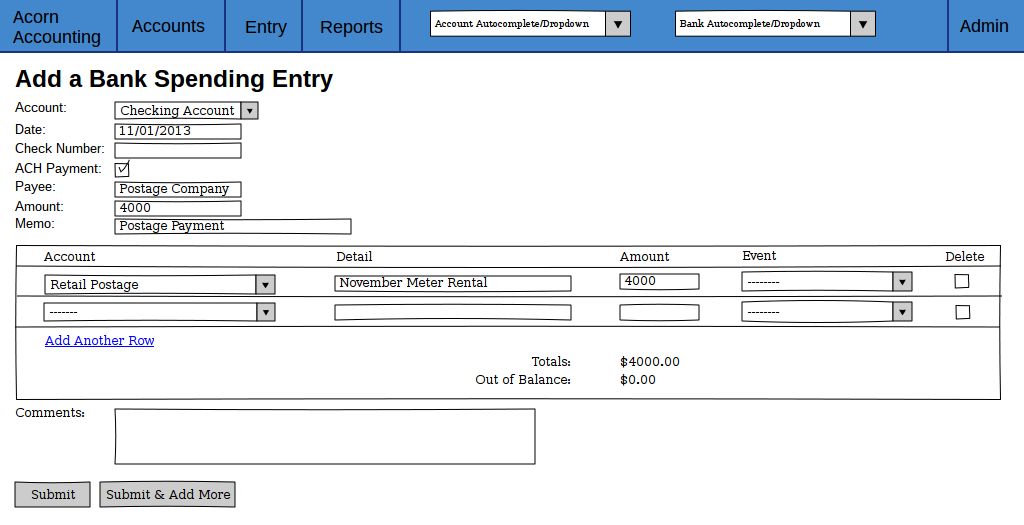 Acorn Accounting Accounts Entry Reports Account Autocomplete/Dropdown Bank Autocomplete/Dropdown Admin
Add a Bank Spending Entry
Account: Checking Account
Date: 11/01/2013
Check Number:
ACH Payment:
Payee: Postage Company
Amount: 4000
Memo: Postage Payment
Account Detail Amount Event Delete
Retail Postage November Meter Rental 4000 --------
------- --------
Add Another Row
Totals: $4000.00
Out of Balance: $0.00
Comments:
Submit Submit & Add More